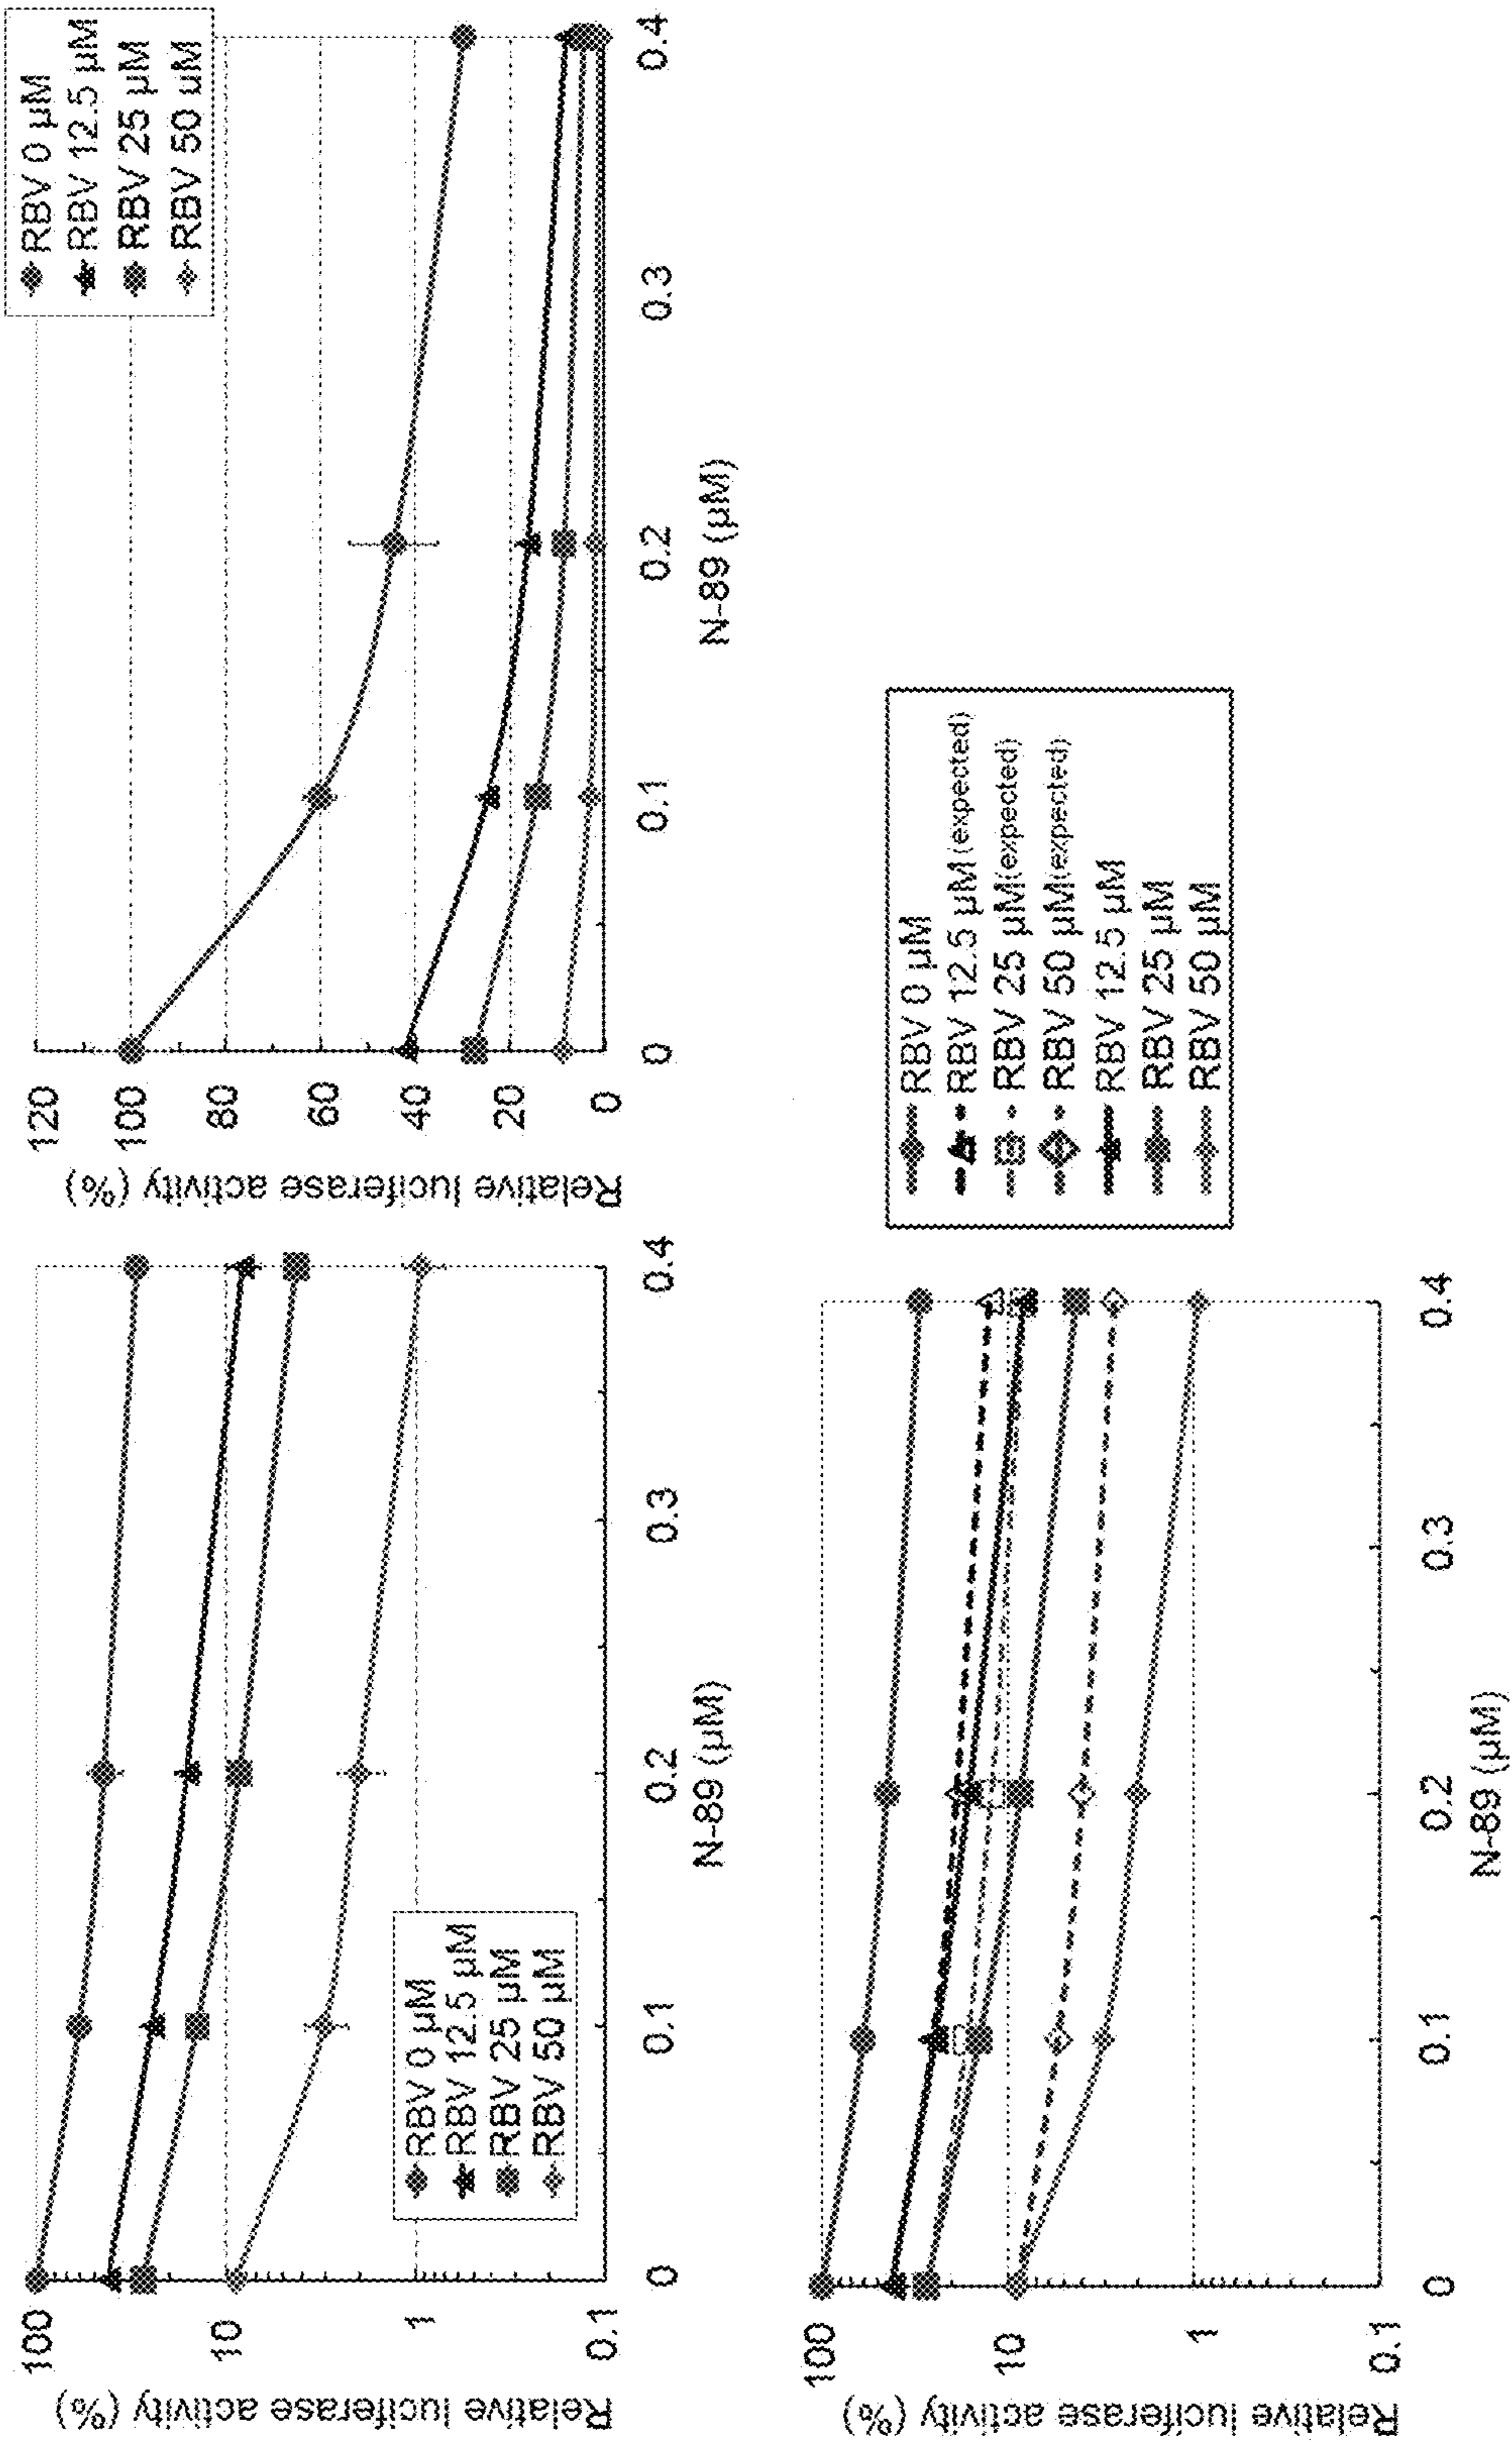 Relative luciferase activity (%)
100
10
1
0.1
RBV 0 µM
RBV 12.5 µM
RBV 25 µM
RBV 50 µM
0
0.1
0.2
0.3
0.4
N-89 (µM)
Relative luciferase activity (%)
120
100
80
60
40
20
0
RBV 0 µM
RBV 12.5 µM
RBV 25 µM
RBV 50 uM
0
0.1
0.2
0.3
0.4
N-89 (µM)
Relative luciferase activity (%)
100
10
1
0.1
0
0.1
0.2
0.3
0.4
N-89 (µM)
RBV 0 µM
RBV 12.5 µM(expected)
RBV 25 µM(expected)
RBV 50 µM(expected)
RBV 12.5 µM
RBV 25 µM
RBV 50 µM